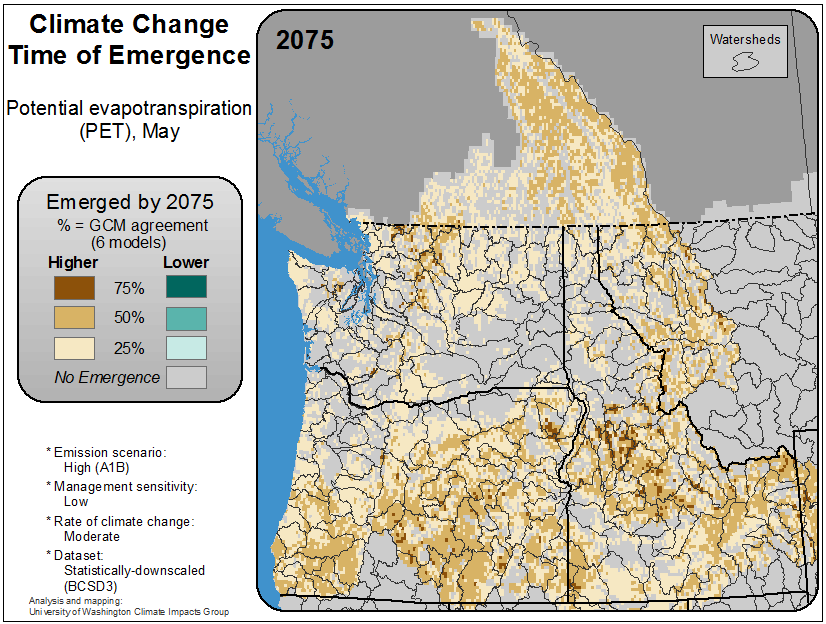 Climate Change
Time of Emergence
Potential evapotranspiration
(PET), May
Emerged by 2075
% = GCM agreement
(6 models)
Higher Lower
75%
50%
25%
No Emergence
* Emission scenario:
High (A1B)
* Management sensitivity:
Low
* Rate of climate change:
Moderate
* Dataset:
Statistically-downscaled
(BCSD3)
Analysis and mapping:
University of Washington Climate Impacts Group
2075
Watersheds